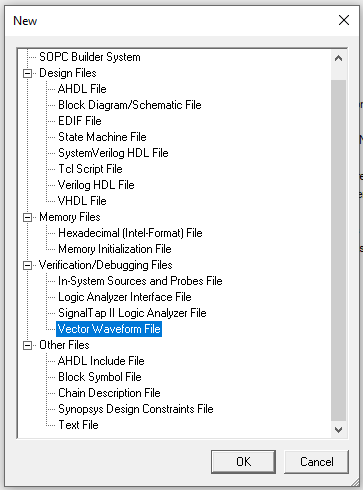 New
SOPC Builder System
Design Files
AHDL File
Block Diagram/Schematic File
EDIF File
State Machine File
SystemVerilog HDL File
Tcl Script File
Verilog HDL File
VHDL File
Memory Files
Hexadecimal (Intel-Format) File
Memory Initialization File
Verification/Debugging Files
In-System Sources and Probes File
Logic Analyzer Interface File
SignalTap II Logic Analyzer File
Vector Waveform File
Other Files
AHDL Include File
Block Symbol File
Chain Description File
Synopsys Design Constraints File
Text File
OK Cancel